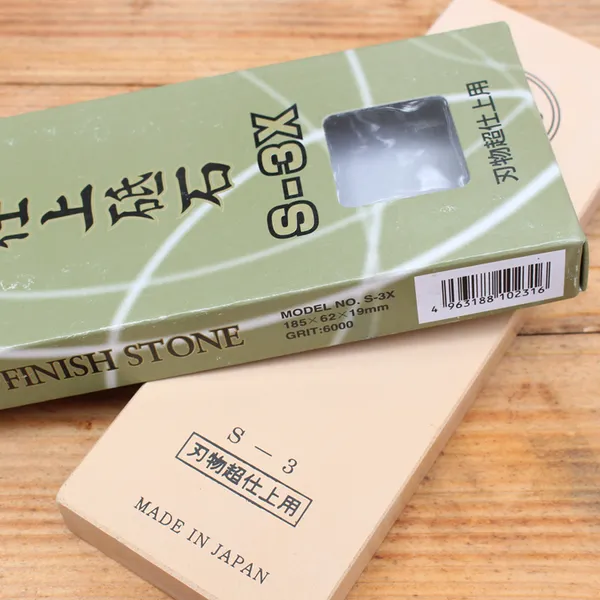 仕上砥石
S-3X
刃物超仕上用
FINISH STONE
MODEL NO. S-3X
185×62×19mm
GRIT:6000
4 963188 102316
S — 3
刃物超仕上用
MADE IN JAPAN